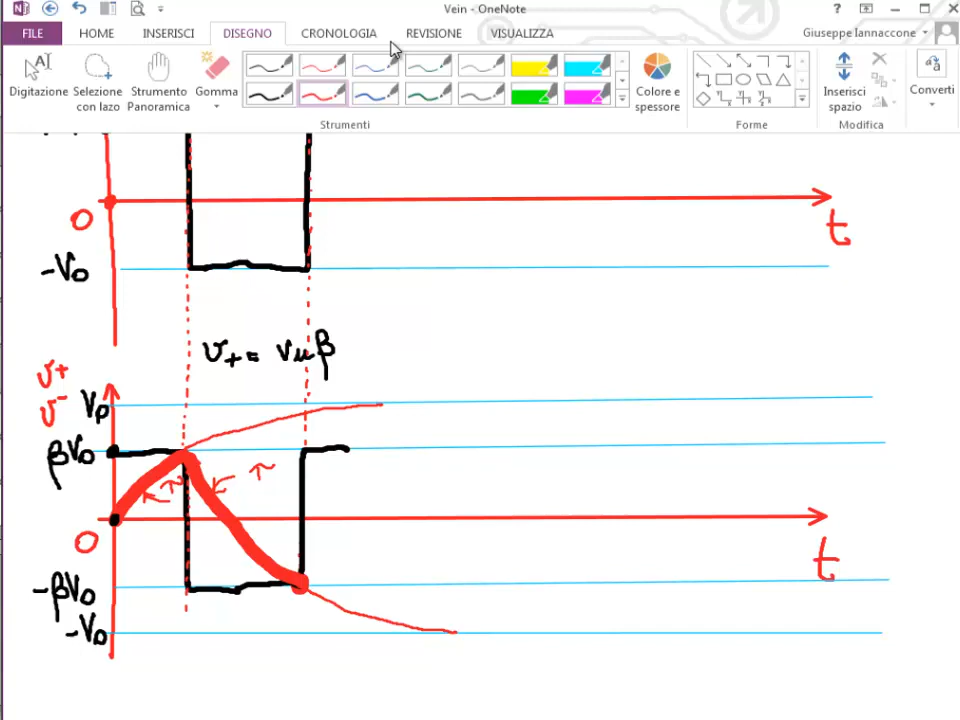 Vein - OneNote
FILE HOME INSERISCI DISEGNO CRONOLOGIA REVISIONE VISUALIZZA Giuseppe Iannaccone
Digitazione Selezione con lazo Strumento Panoramica Gomma Colore e spessore Inserisci spazio Converti
Strumenti Forme Modifica
0
t
-V0
v+ = vu β
v+
v-
V0
βV0
τ τ
0
t
-βV0
-V0